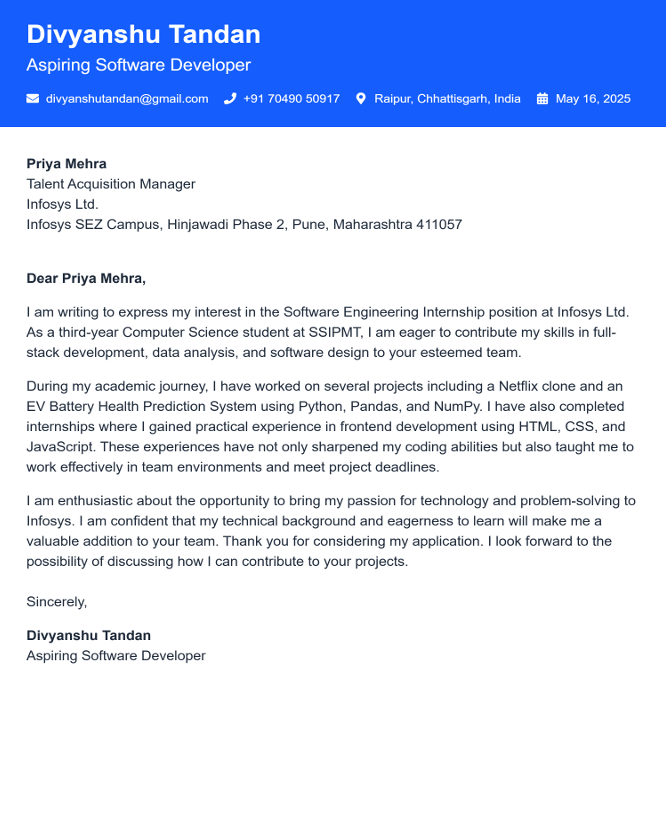 Divyanshu Tandan
Aspiring Software Developer
divyanshutandan@gmail.com +91 70490 50917 Raipur, Chhattisgarh, India May 16, 2025
Priya Mehra
Talent Acquisition Manager
Infosys Ltd.
Infosys SEZ Campus, Hinjawadi Phase 2, Pune, Maharashtra 411057
Dear Priya Mehra,
I am writing to express my interest in the Software Engineering Internship position at Infosys Ltd.
As a third-year Computer Science student at SSIPMT, I am eager to contribute my skills in full-
stack development, data analysis, and software design to your esteemed team.
During my academic journey, I have worked on several projects including a Netflix clone and an
EV Battery Health Prediction System using Python, Pandas, and NumPy. I have also completed
internships where I gained practical experience in frontend development using HTML, CSS, and
JavaScript. These experiences have not only sharpened my coding abilities but also taught me to
work effectively in team environments and meet project deadlines.
I am enthusiastic about the opportunity to bring my passion for technology and problem-solving to
Infosys. I am confident that my technical background and eagerness to learn will make me a
valuable addition to your team. Thank you for considering my application. I look forward to the
possibility of discussing how I can contribute to your projects.
Sincerely,
Divyanshu Tandan
Aspiring Software Developer